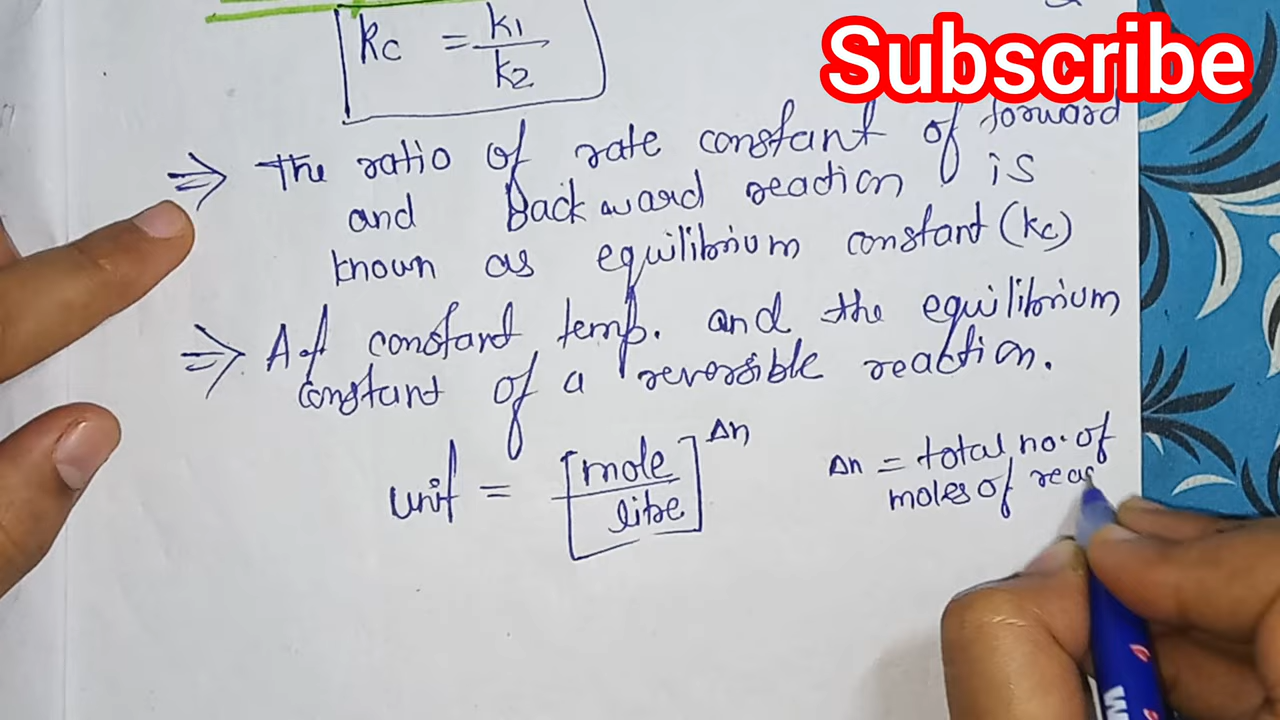 Subscribe
Kc = k1/k2
⇒ The ratio of rate constant of forward
and Backward reaction is
known as equilibrium constant (Kc)
⇒ At constant temp. and the equilibrium
constant of a reversible reaction.
unit = [mole/litre]^Δn
Δn = total no. of
moles of reac